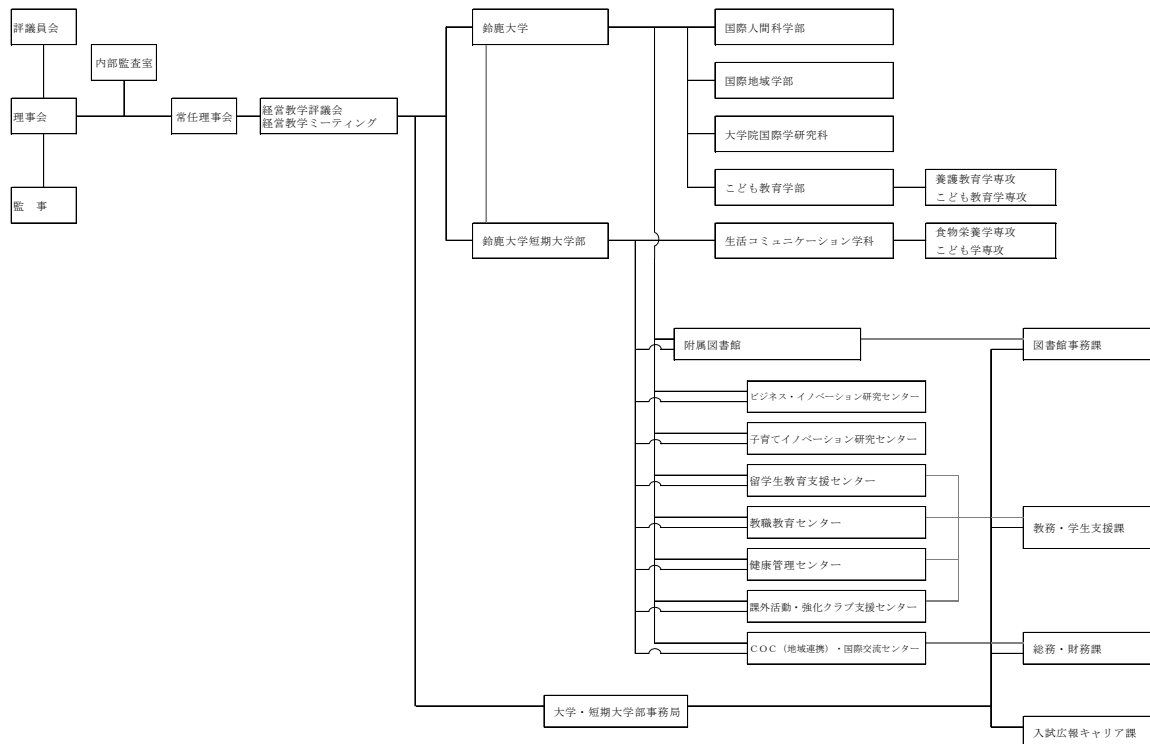 評議員会
内部監査室
理事会
常任理事会
経営教学評議会
経営教学ミーティング
監　事
鈴鹿大学
国際人間科学部
国際地域学部
大学院国際学研究科
こども教育学部
養護教育学専攻
こども教育学専攻
鈴鹿大学短期大学部
生活コミュニケーション学科
食物栄養学専攻
こども学専攻
附属図書館
図書館事務課
ビジネス・イノベーション研究センター
子育てイノベーション研究センター
留学生教育支援センター
教職教育センター
教務・学生支援課
健康管理センター
課外活動・強化クラブ支援センター
ＣＯＣ（地域連携）・国際交流センター
総務・財務課
大学・短期大学部事務局
入試広報キャリア課